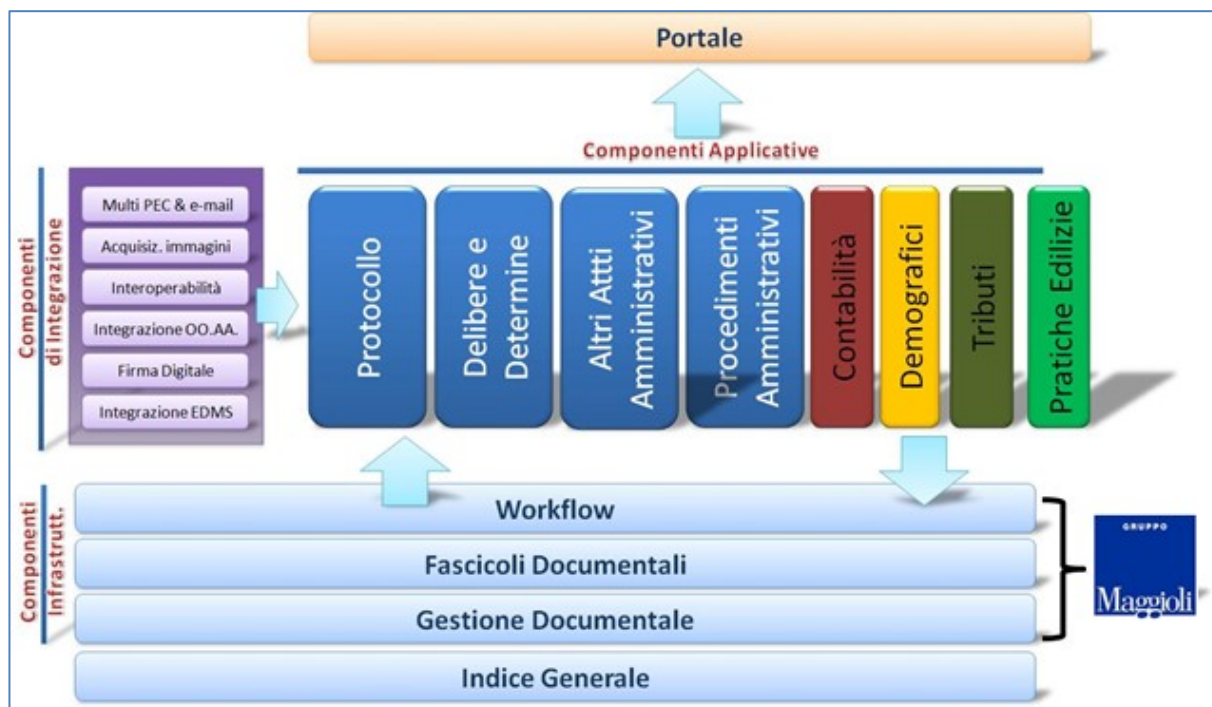 Portale
Componenti Applicative
Componenti
di Integrazione
Multi PEC & e-mail
Acquisiz. immagini
Interoperabilità
Integrazione OO.AA.
Firma Digitale
Integrazione EDMS
Protocollo
Delibere e
Determine
Altri Attti
Amministrativi
Procedimenti
Amministrativi
Contabilità
Demografici
Tributi
Pratiche Edilizie
Componenti
Infrastrutt.
Workflow
Fascicoli Documentali
Gestione Documentale
Indice Generale
GRUPPO
Maggioli